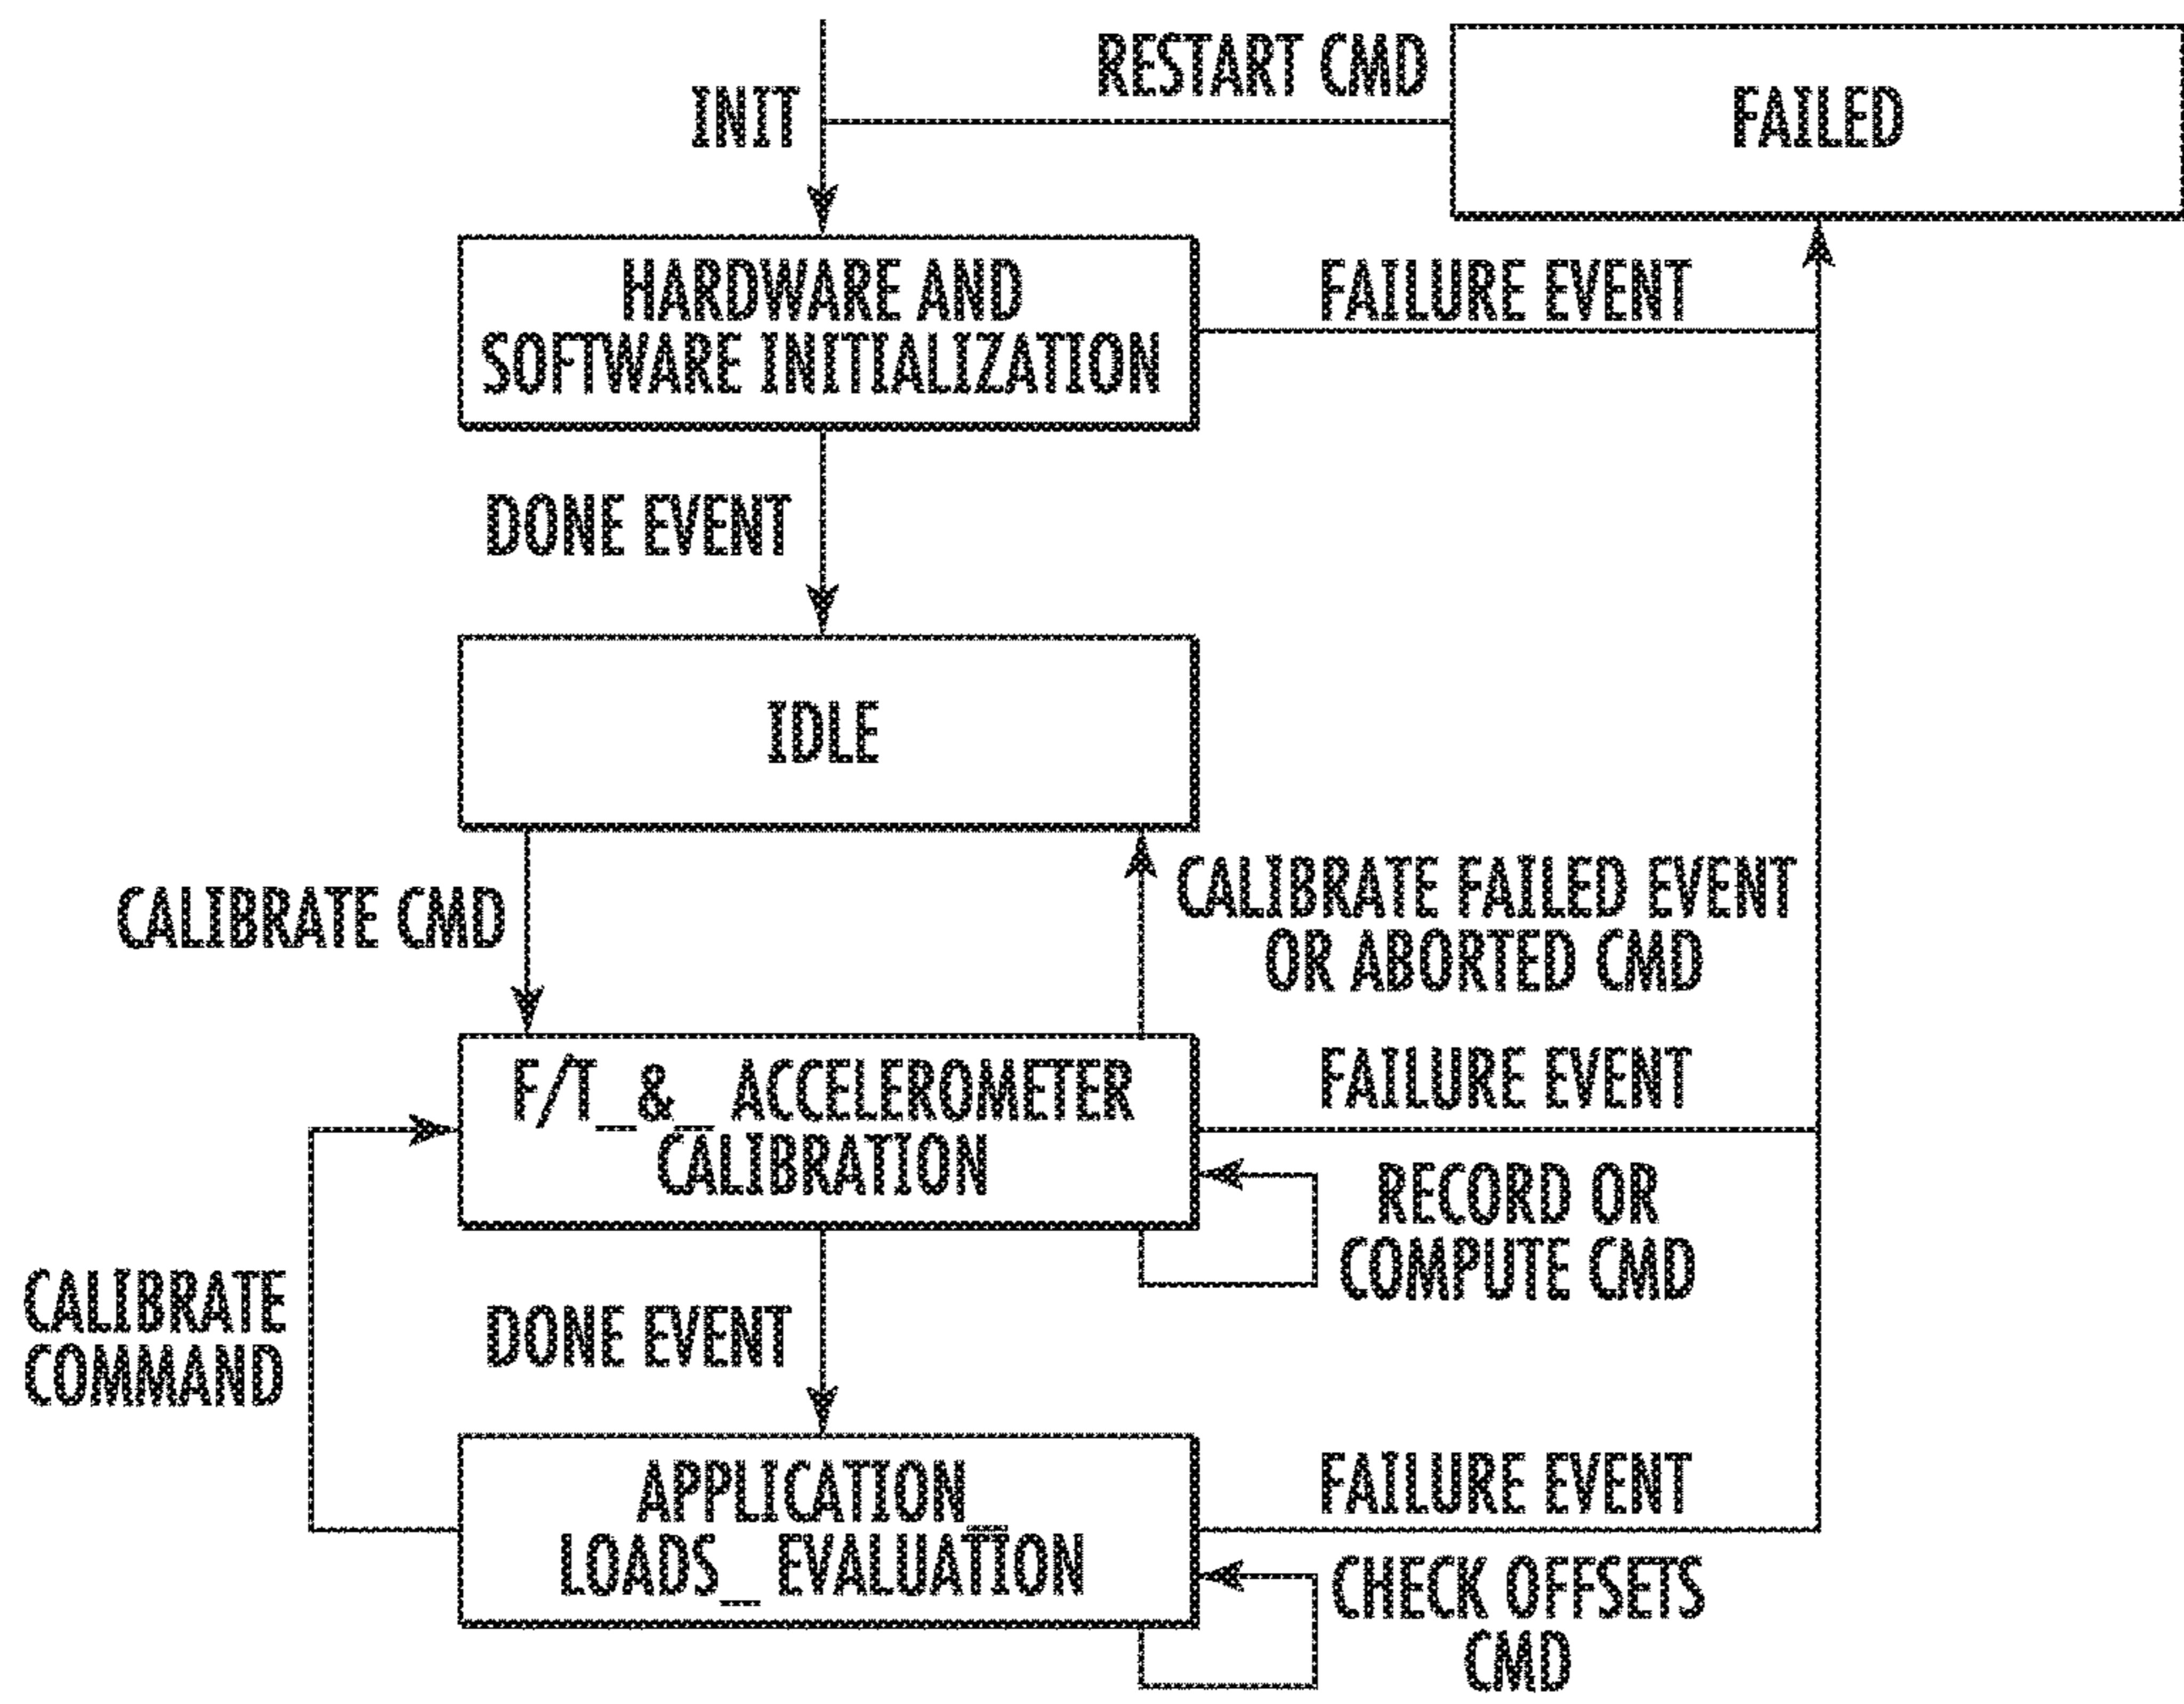 RESTART CMD
FAILED
INIT
HARDWARE AND
SOFTWARE INITIALIZATION
FAILURE EVENT
DONE EVENT
IDLE
CALIBRATE CMD
CALIBRATE FAILED EVENT
OR ABORTED CMD
F/T_&_ ACCELEROMETER
CALIBRATION
FAILURE EVENT
RECORD OR
COMPUTE CMD
CALIBRATE
COMMAND
DONE EVENT
APPLICATION_
LOADS_ EVALUATION
FAILURE EVENT
CHECK OFFSETS
CMD